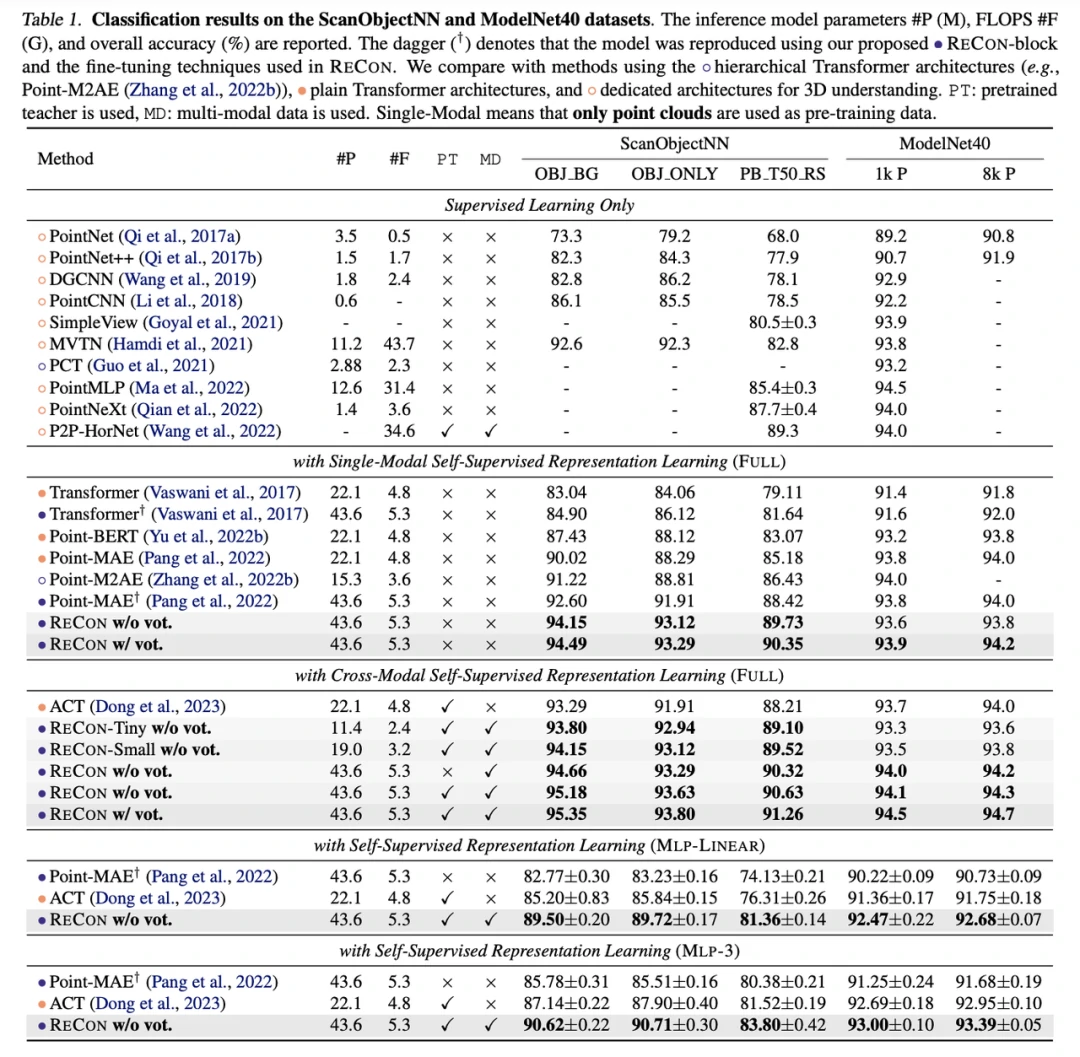 Table 1. Classification results on the ScanObjectNN and ModelNet40 datasets. The inference model parameters #P (M), FLOPS #F
(G), and overall accuracy (%) are reported. The dagger (†) denotes that the model was reproduced using our proposed • RECON-block
and the fine-tuning techniques used in RECON. We compare with methods using the ○ hierarchical Transformer architectures (e.g.,
Point-M2AE (Zhang et al., 2022b)), • plain Transformer architectures, and ○ dedicated architectures for 3D understanding. PT: pretrained
teacher is used, MD: multi-modal data is used. Single-Modal means that only point clouds are used as pre-training data.
Method #P #F PT MD ScanObjectNN ModelNet40
OBJ_BG OBJ_ONLY PB_T50_RS 1k P 8k P
Supervised Learning Only
○ PointNet (Qi et al., 2017a) 3.5 0.5 × × 73.3 79.2 68.0 89.2 90.8
○ PointNet++ (Qi et al., 2017b) 1.5 1.7 × × 82.3 84.3 77.9 90.7 91.9
○ DGCNN (Wang et al., 2019) 1.8 2.4 × × 82.8 86.2 78.1 92.9 -
○ PointCNN (Li et al., 2018) 0.6 - × × 86.1 85.5 78.5 92.2 -
○ SimpleView (Goyal et al., 2021) - - × × - - 80.5±0.3 93.9 -
○ MVTN (Hamdi et al., 2021) 11.2 43.7 × × 92.6 92.3 82.8 93.8 -
○ PCT (Guo et al., 2021) 2.88 2.3 × × - - - 93.2 -
○ PointMLP (Ma et al., 2022) 12.6 31.4 × × - - 85.4±0.3 94.5 -
○ PointNeXt (Qian et al., 2022) 1.4 3.6 × × - - 87.7±0.4 94.0 -
○ P2P-HorNet (Wang et al., 2022) - 34.6 ✓ ✓ - - 89.3 94.0 -
with Single-Modal Self-Supervised Representation Learning (FULL)
• Transformer (Vaswani et al., 2017) 22.1 4.8 × × 83.04 84.06 79.11 91.4 91.8
• Transformer† (Vaswani et al., 2017) 43.6 5.3 × × 84.90 86.12 81.64 91.6 92.0
• Point-BERT (Yu et al., 2022b) 22.1 4.8 × × 87.43 88.12 83.07 93.2 93.8
• Point-MAE (Pang et al., 2022) 22.1 4.8 × × 90.02 88.29 85.18 93.8 94.0
○ Point-M2AE (Zhang et al., 2022b) 15.3 3.6 × × 91.22 88.81 86.43 94.0 -
• Point-MAE† (Pang et al., 2022) 43.6 5.3 × × 92.60 91.91 88.42 93.8 94.0
• RECON w/o vot. 43.6 5.3 × × 94.15 93.12 89.73 93.6 93.8
• RECON w/ vot. 43.6 5.3 × × 94.49 93.29 90.35 93.9 94.2
with Cross-Modal Self-Supervised Representation Learning (FULL)
• ACT (Dong et al., 2023) 22.1 4.8 ✓ × 93.29 91.91 88.21 93.7 94.0
• RECON-Tiny w/o vot. 11.4 2.4 ✓ ✓ 93.80 92.94 89.10 93.3 93.6
• RECON-Small w/o vot. 19.0 3.2 ✓ ✓ 94.15 93.12 89.52 93.5 93.8
• RECON w/o vot. 43.6 5.3 × ✓ 94.66 93.29 90.32 94.0 94.2
• RECON w/o vot. 43.6 5.3 ✓ ✓ 95.18 93.63 90.63 94.1 94.3
• RECON w/ vot. 43.6 5.3 ✓ ✓ 95.35 93.80 91.26 94.5 94.7
with Self-Supervised Representation Learning (MLP-LINEAR)
• Point-MAE† (Pang et al., 2022) 43.6 5.3 × × 82.77±0.30 83.23±0.16 74.13±0.21 90.22±0.09 90.73±0.09
• ACT (Dong et al., 2023) 22.1 4.8 ✓ × 85.20±0.83 85.84±0.15 76.31±0.26 91.36±0.17 91.75±0.18
• RECON w/o vot. 43.6 5.3 ✓ ✓ 89.50±0.20 89.72±0.17 81.36±0.14 92.47±0.22 92.68±0.07
with Self-Supervised Representation Learning (MLP-3)
• Point-MAE† (Pang et al., 2022) 43.6 5.3 × × 85.78±0.31 85.51±0.16 80.38±0.21 91.25±0.24 91.68±0.19
• ACT (Dong et al., 2023) 22.1 4.8 ✓ × 87.14±0.22 87.90±0.40 81.52±0.19 92.69±0.18 92.95±0.10
• RECON w/o vot. 43.6 5.3 ✓ ✓ 90.62±0.22 90.71±0.30 83.80±0.42 93.00±0.10 93.39±0.05